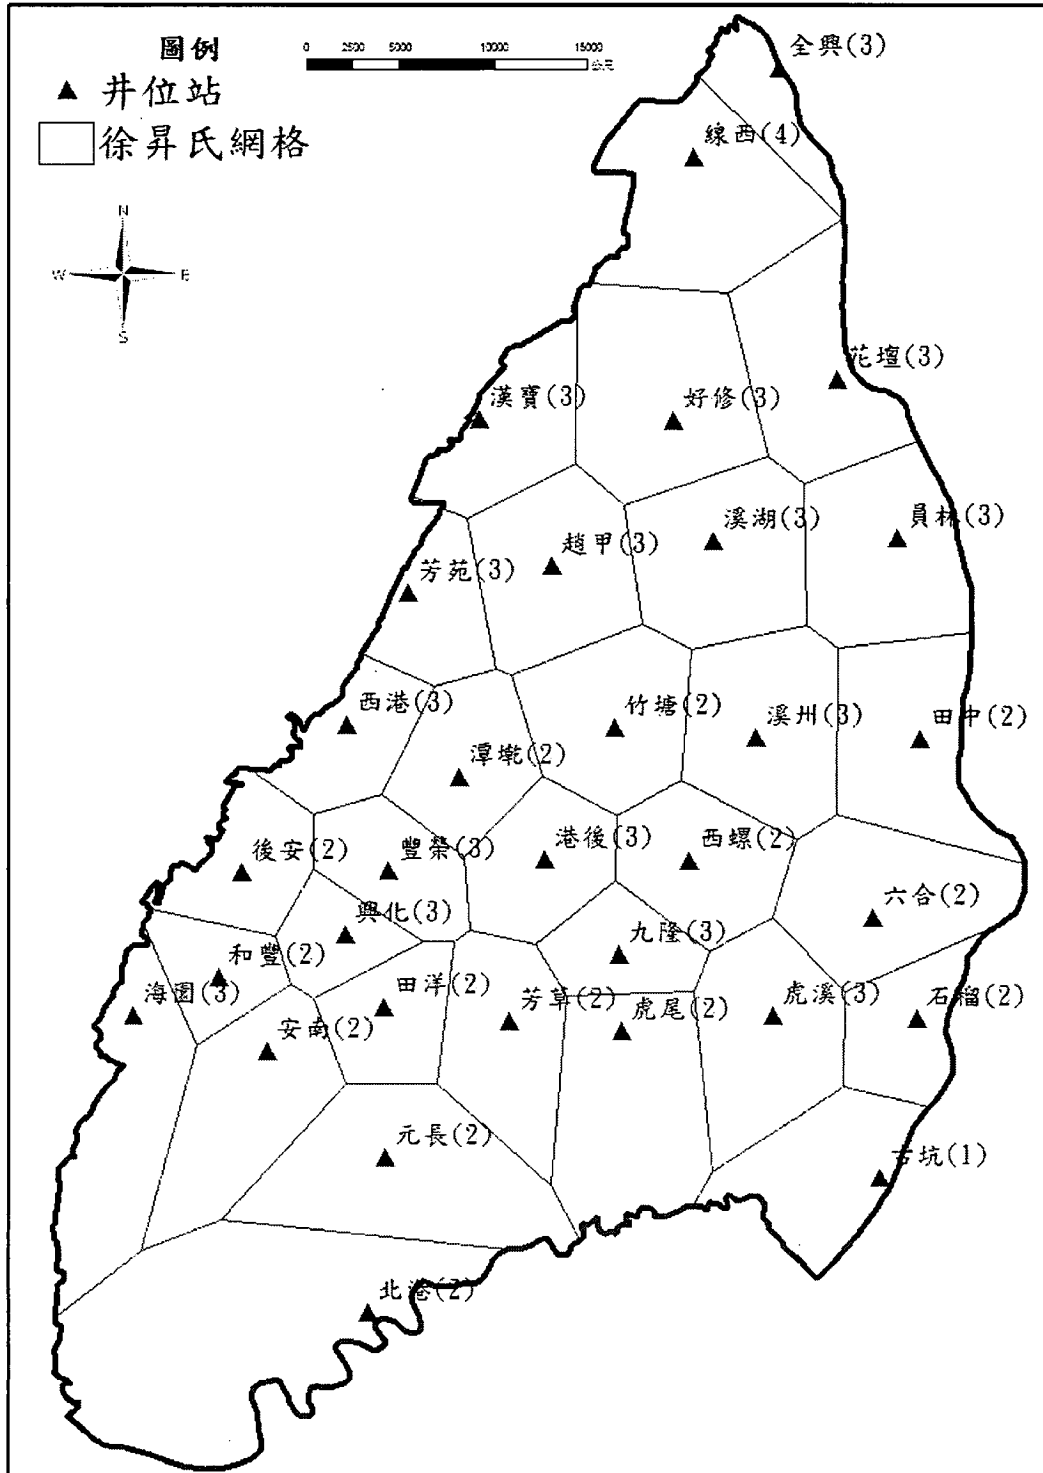 圖例
井位站
徐昇氏網格
0 2500 5000 10000 15000
公尺
N
W E
S
全興(3)
線西(4)
花壇(3)
漢寶(3)
好修(3)
溪湖(3)
員林(3)
趙甲(3)
芳苑(3)
西港(3)
竹塘(2)
溪州(3)
田中(2)
潭墘(2)
後安(2)
豐榮(3)
港後(3)
西螺(2)
六合(2)
興化(3)
九隆(3)
和豐(2)
海園(3)
田洋(2)
芳草(2)
虎尾(2)
虎溪(3)
石榴(2)
安南(2)
元長(2)
古坑(1)
北港(2)